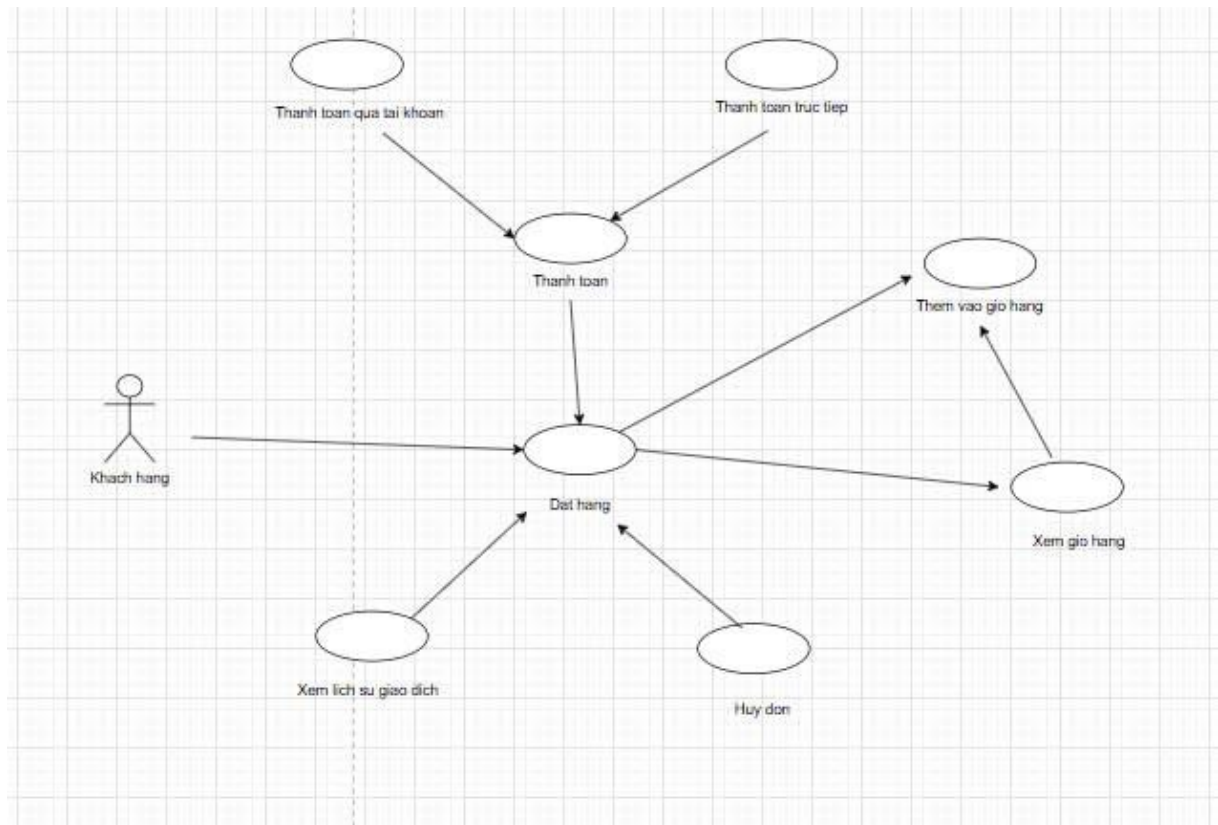 Thanh toan qua tai khoan
Thanh toan truc tiep
Thanh toan
Them vao gio hang
Khach hang
Dat hang
Xem gio hang
Xem lich su giao dich
Huy don